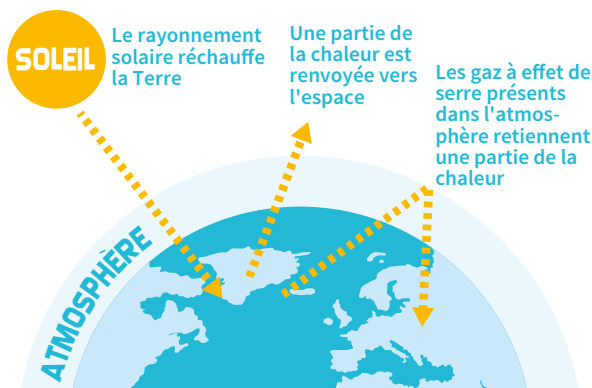 SOLEIL
Le rayonnement
solaire réchauffe
la Terre
Une partie de
la chaleur est
renvoyée vers
l'espace
Les gaz à effet de
serre présents
dans l'atmos-
phère retiennent
une partie de la
chaleur
ATMOSPHÈRE